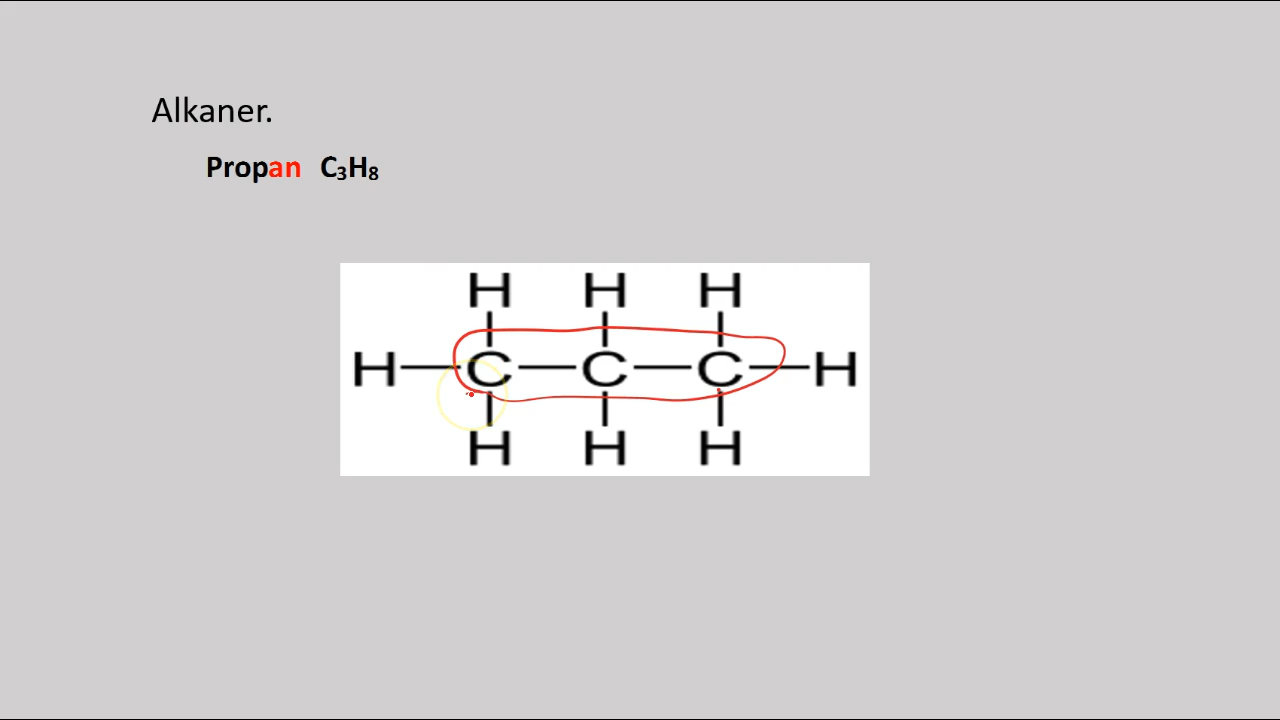 Alkaner.
Propan C₃H₈
H H H
H C C C H
H H H